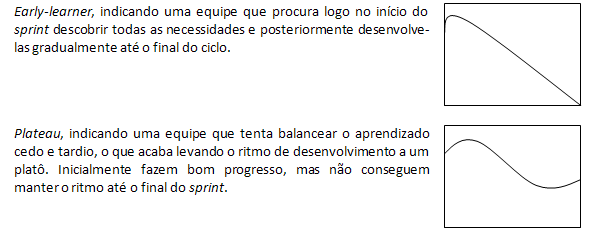 Early-learner, indicando uma equipe que procura logo no início do
sprint descobrir todas as necessidades e posteriormente desenvolve-
las gradualmente até o final do ciclo.
Plateau, indicando uma equipe que tenta balancear o aprendizado
cedo e tardio, o que acaba levando o ritmo de desenvolvimento a um
platô. Inicialmente fazem bom progresso, mas não conseguem
manter o ritmo até o final do sprint.